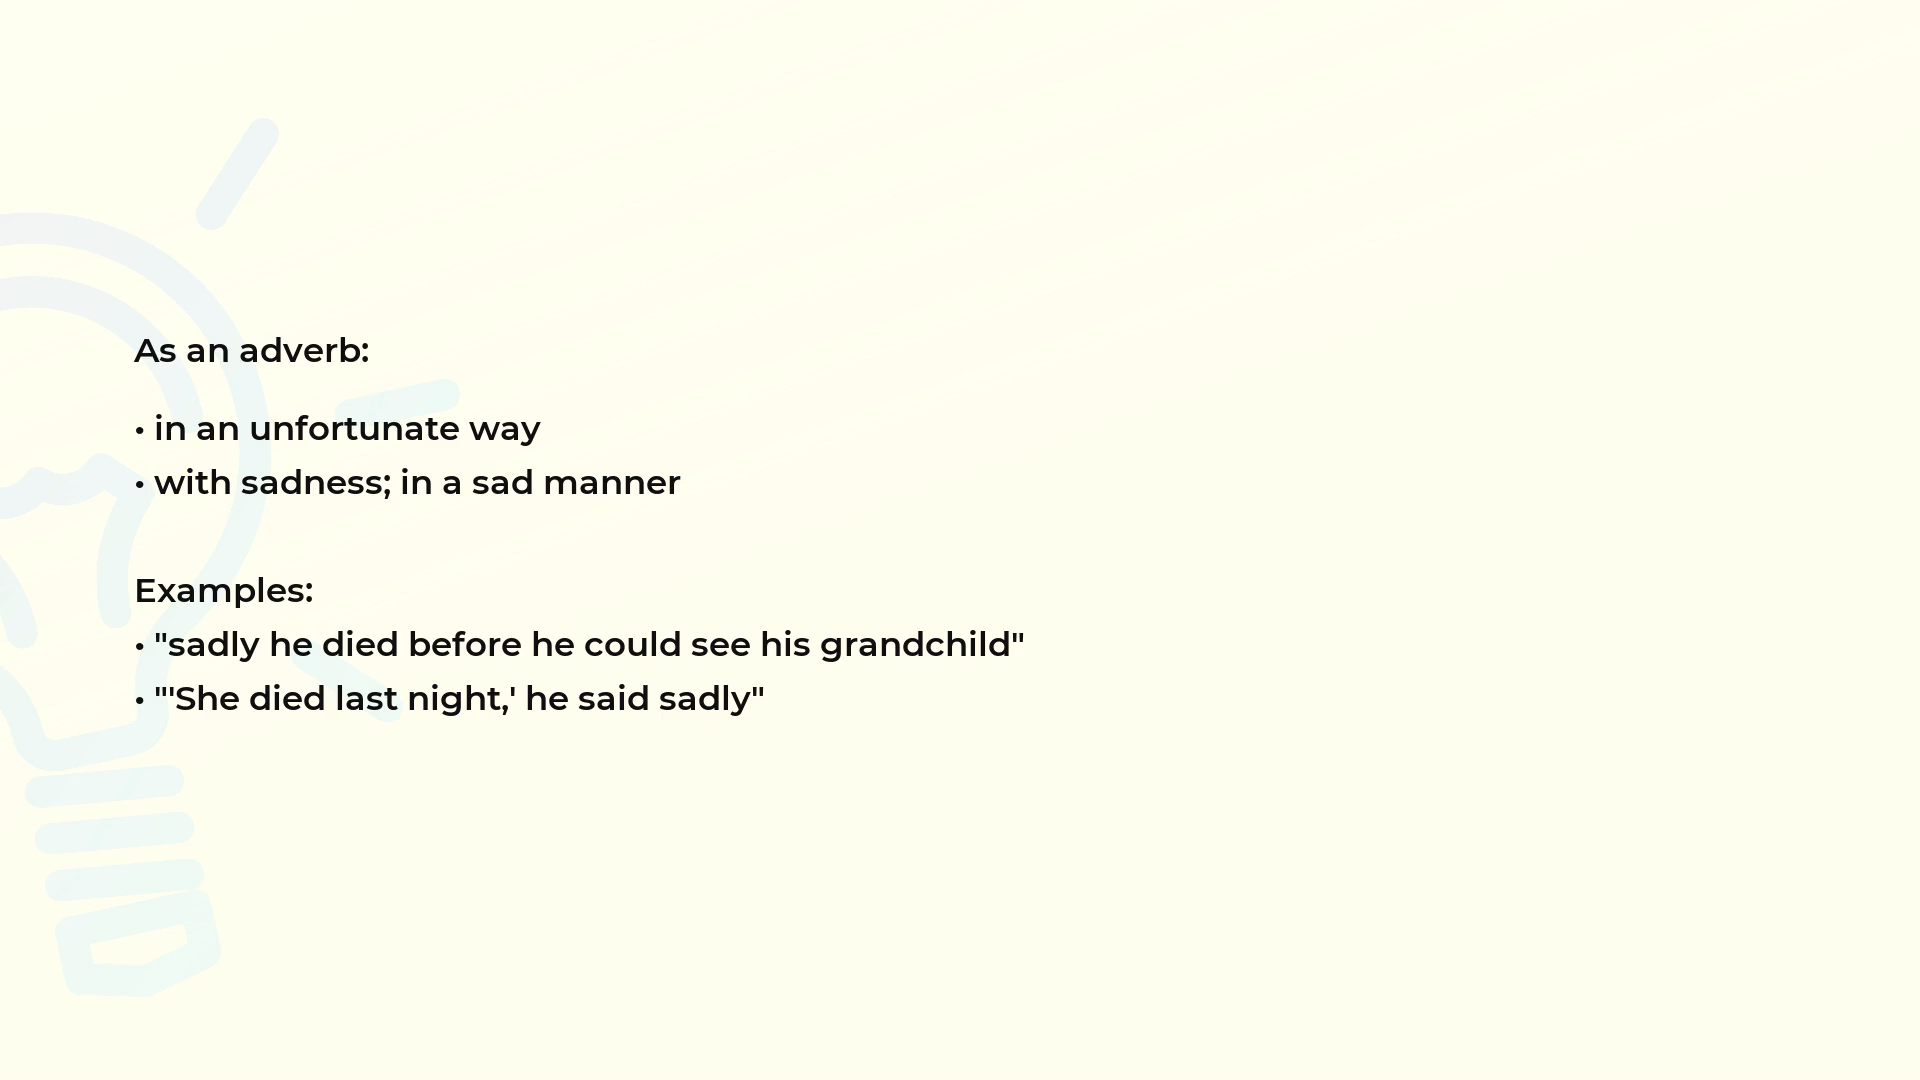 As an adverb:
• in an unfortunate way
• with sadness; in a sad manner
Examples:
• "sadly he died before he could see his grandchild"
• "'She died last night,' he said sadly"